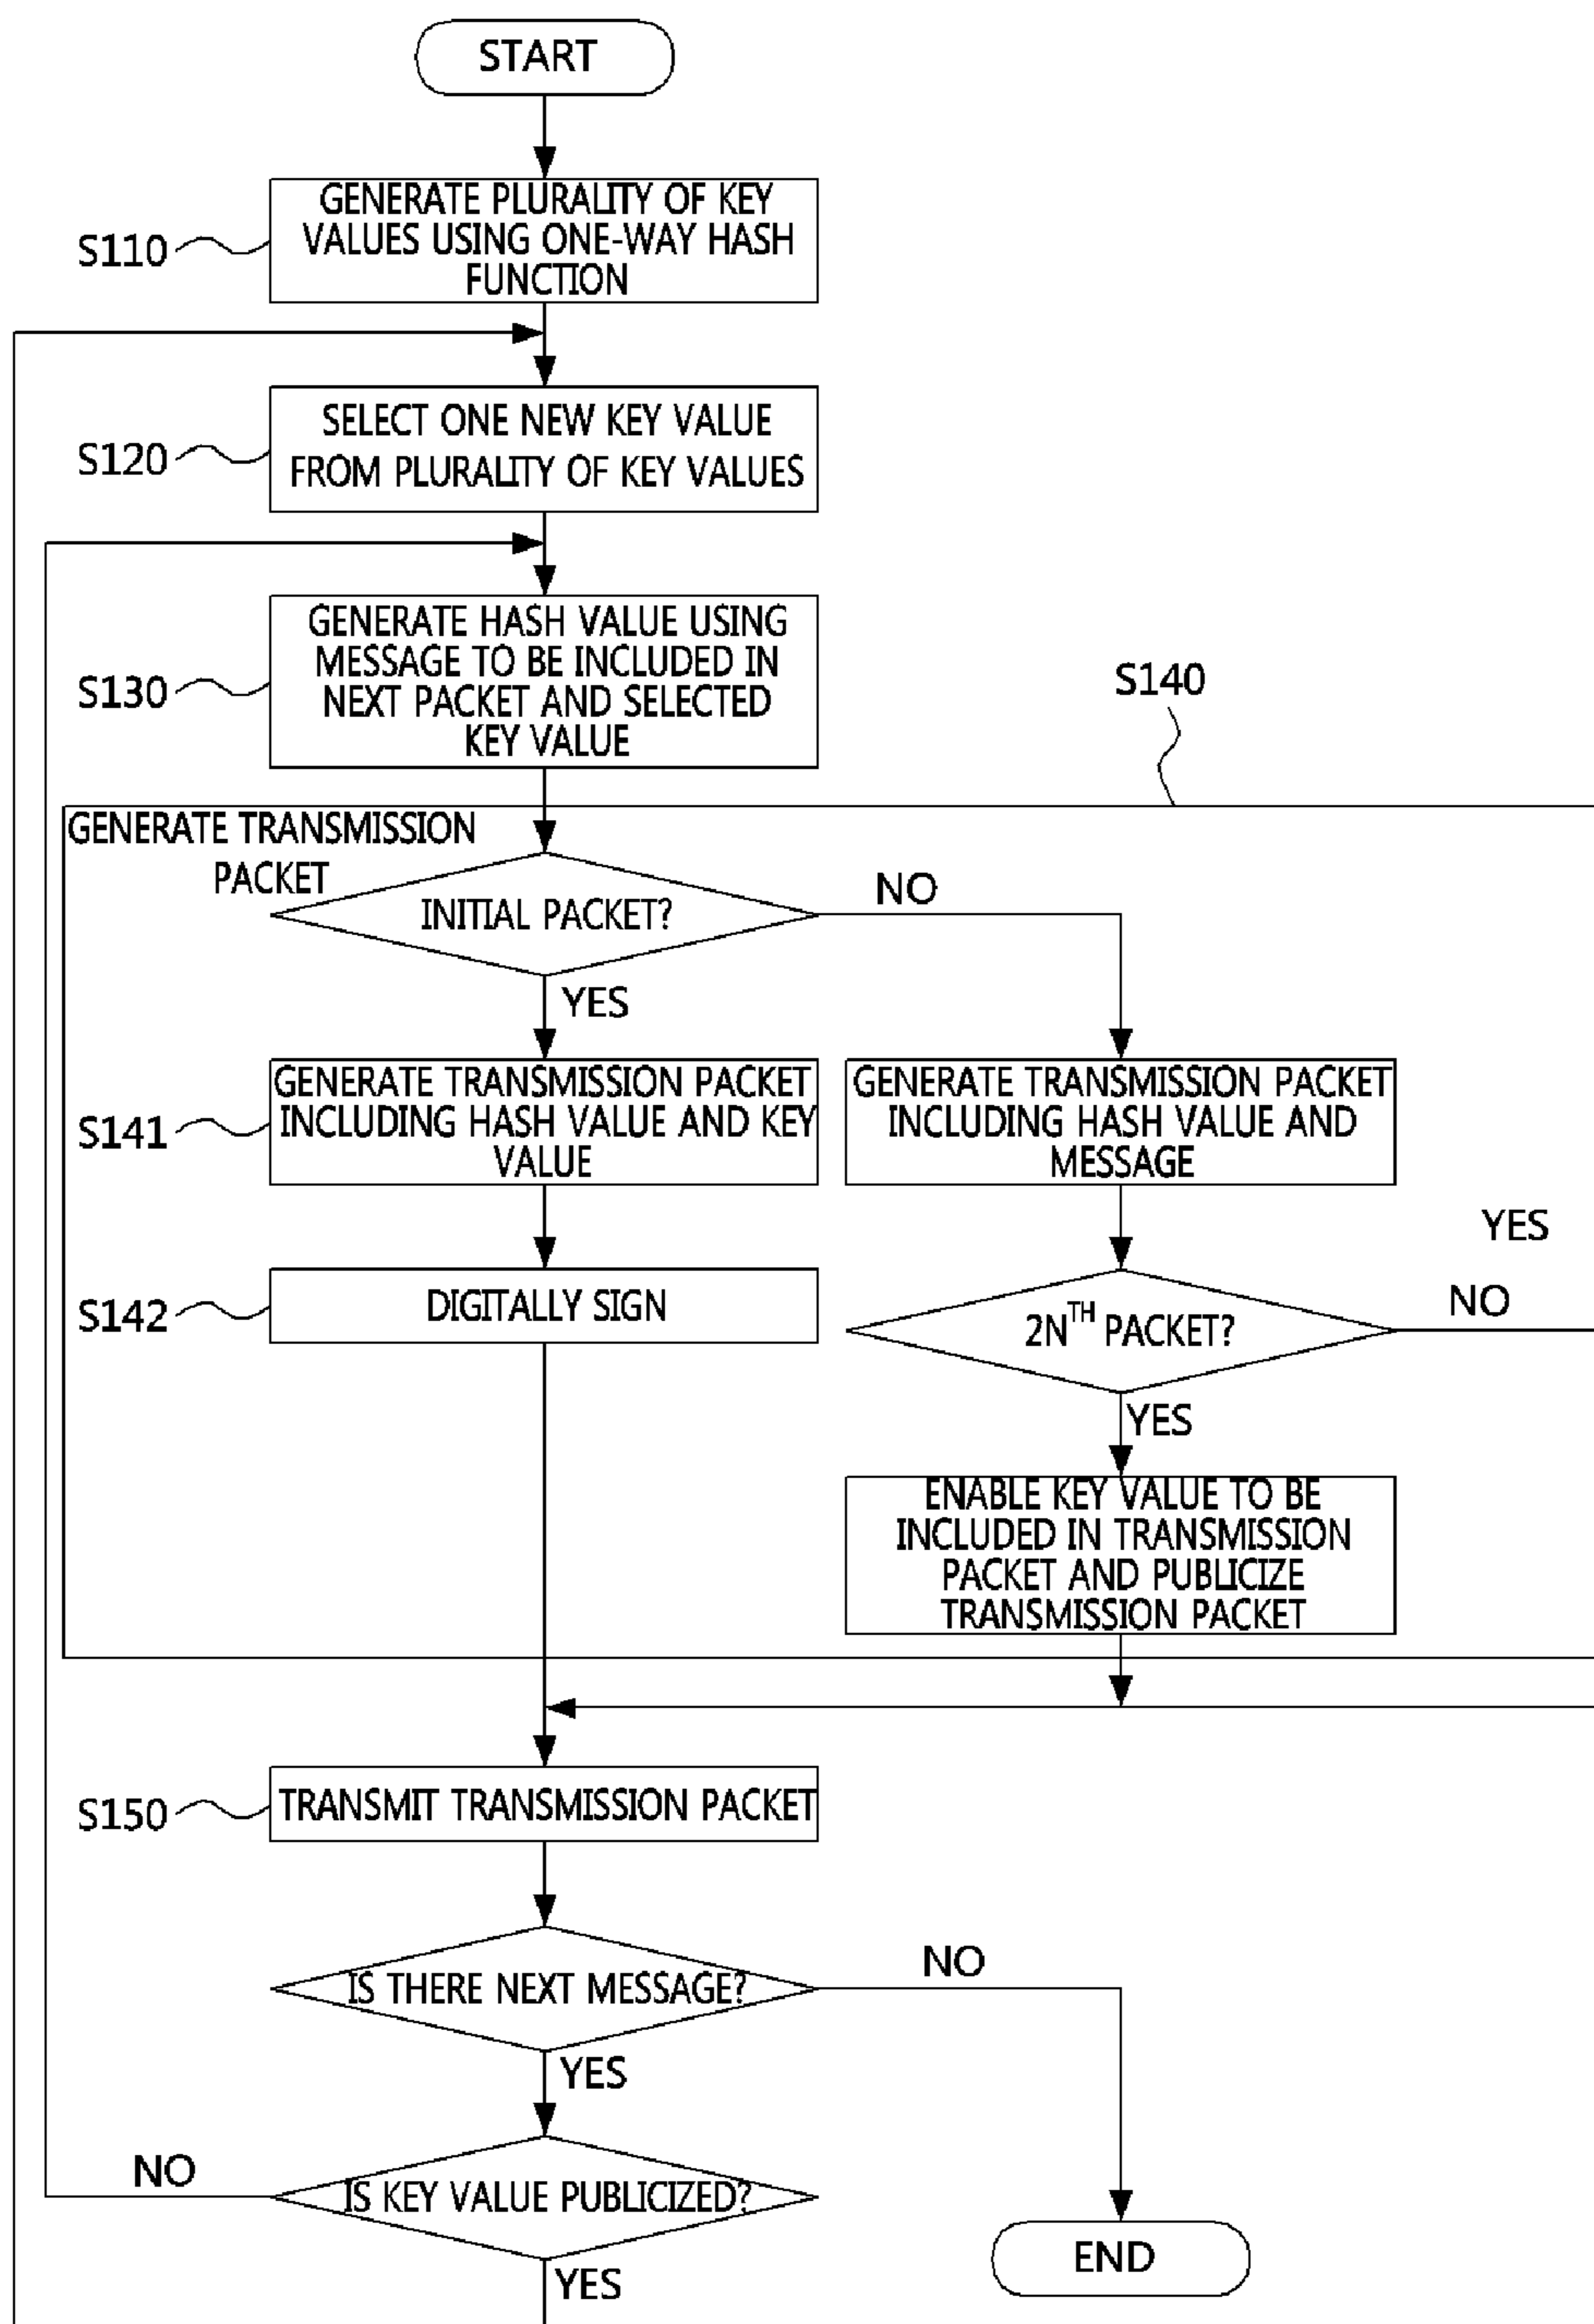 START
S110
GENERATE PLURALITY OF KEY
VALUES USING ONE-WAY HASH
FUNCTION
S120
SELECT ONE NEW KEY VALUE
FROM PLURALITY OF KEY VALUES
S130
GENERATE HASH VALUE USING
MESSAGE TO BE INCLUDED IN
NEXT PACKET AND SELECTED
KEY VALUE
S140
GENERATE TRANSMISSION
PACKET
INITIAL PACKET?
NO
YES
S141
GENERATE TRANSMISSION PACKET
INCLUDING HASH VALUE AND KEY
VALUE
GENERATE TRANSMISSION PACKET
INCLUDING HASH VALUE AND
MESSAGE
YES
S142
DIGITALLY SIGN
2N^TH PACKET?
NO
YES
ENABLE KEY VALUE TO BE
INCLUDED IN TRANSMISSION
PACKET AND PUBLICIZE
TRANSMISSION PACKET
S150
TRANSMIT TRANSMISSION PACKET
IS THERE NEXT MESSAGE?
NO
YES
NO
IS KEY VALUE PUBLICIZED?
YES
END